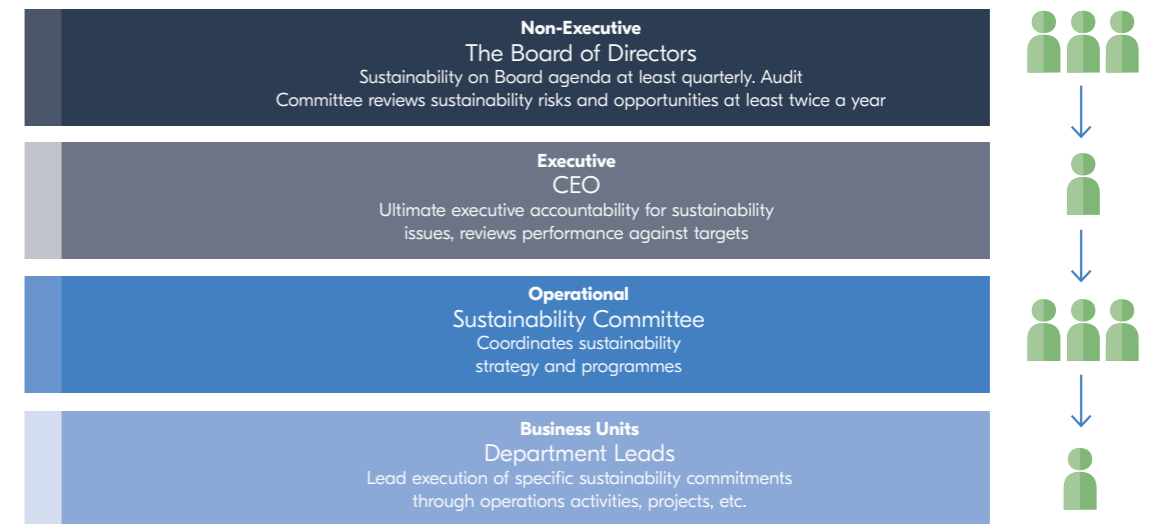 Non-Executive
The Board of Directors
Sustainability on Board agenda at least quarterly. Audit
Committee reviews sustainability risks and opportunities at least twice a year
Executive
CEO
Ultimate executive accountability for sustainability
issues, reviews performance against targets
Operational
Sustainability Committee
Coordinates sustainability
strategy and programmes
Business Units
Department Leads
Lead execution of specific sustainability commitments
through operations activities, projects, etc.